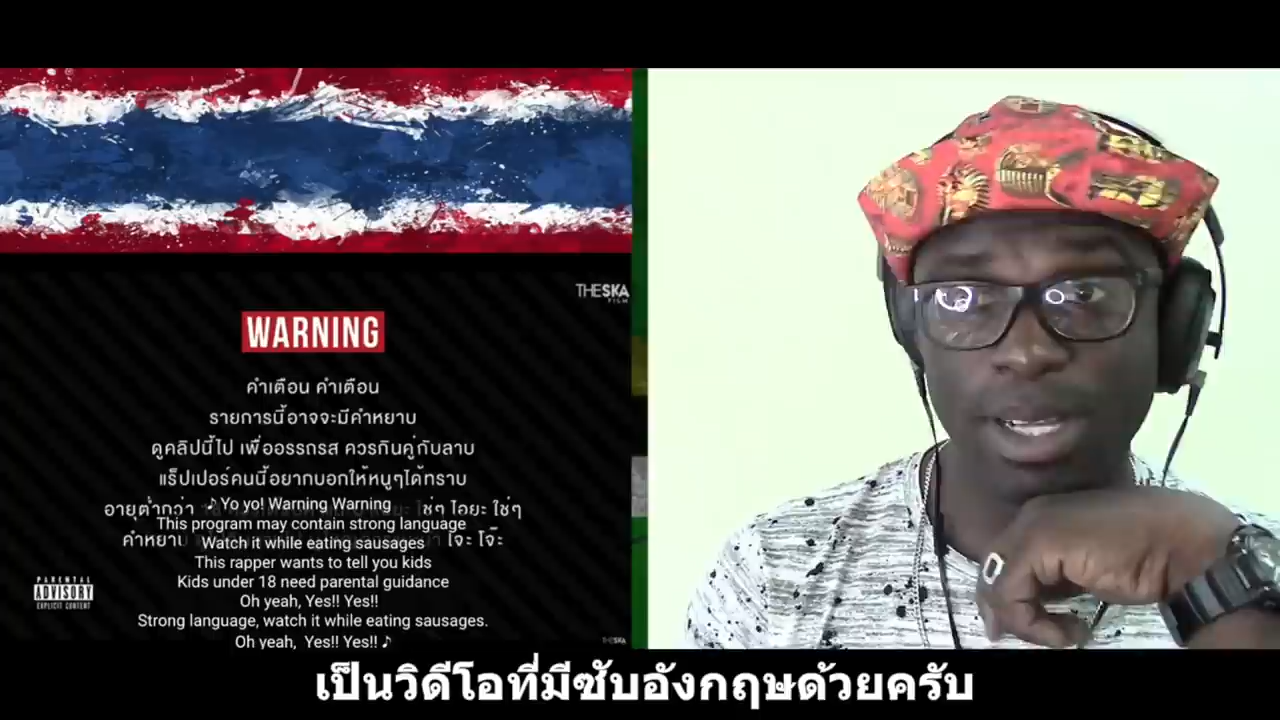 THESKA
FILM
WARNING
คำเตือน คำเตือน
รายการนี้อาจจะมีคำหยาบ
ดูคลิปนี้ไป เพื่ออรรถรส ควรกินคู่กับลาบ
แร็ปเปอร์คนนี้อยากบอกให้หนูๆได้ทราบ
อายุต่ำกว่า ใช่ๆ โอยะ ใช่ๆ
♪ Yo yo! Warning Warning
This program may contain strong language
คำหยาบ โจ๊ะ โจ๊ะ
Watch it while eating sausages
This rapper wants to tell you kids
Kids under 18 need parental guidance
Oh yeah, Yes!! Yes!!
Strong language, watch it while eating sausages.
Oh yeah, Yes!! Yes!! ♪
PARENTAL
ADVISORY
EXPLICIT CONTENT
THESKA
เป็นวิดีโอที่มีซับอังกฤษด้วยครับ